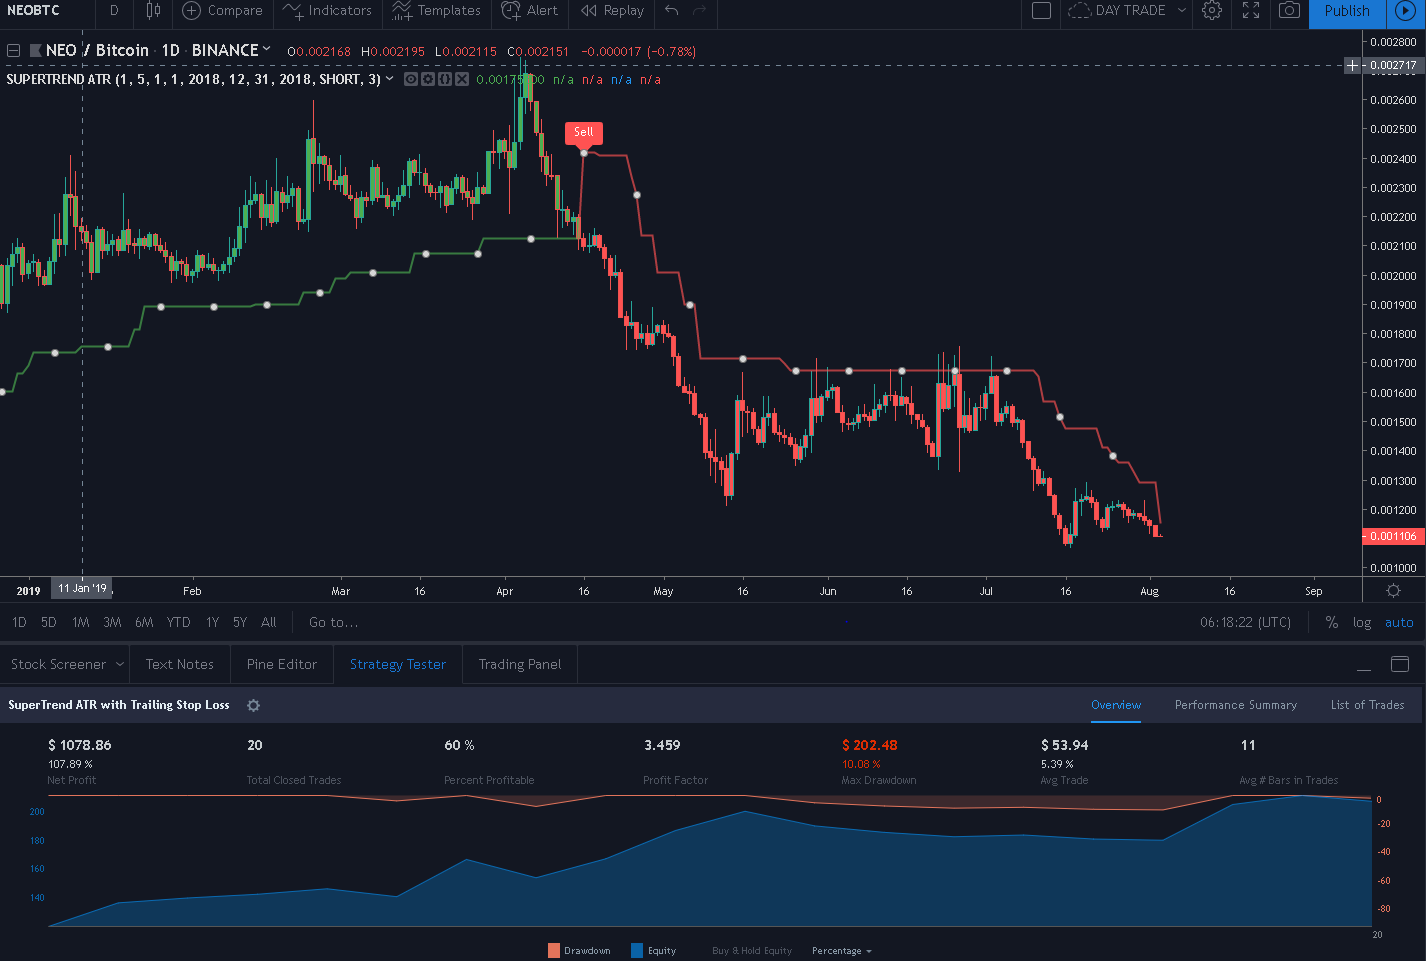 NEOBTC D Compare Indicators Templates Alert Replay DAY TRADE Publish
NEO / Bitcoin · 1D · BINANCE O0.002168 H0.002195 L0.002115 C0.002151 −0.000017 (−0.78%)
SUPERTREND ATR (1, 5, 1, 1, 2018, 12, 31, 2018, SHORT, 3) n/a n/a n/a n/a
Sell
0.002800
0.002717
0.002600
0.002500
0.002400
0.002300
0.002200
0.002100
0.002000
0.001900
0.001800
0.001700
0.001600
0.001500
0.001400
0.001300
0.001200
0.001106
0.001000
2019 11 Jan '19 Feb Mar 16 Apr 16 May 16 Jun 16 Jul 16 Aug 16 Sep
1D 5D 1M 3M 6M YTD 1Y 5Y All Go to... 06:18:22 (UTC) % log auto
Stock Screener Text Notes Pine Editor Strategy Tester Trading Panel
SuperTrend ATR with Trailing Stop Loss Overview Performance Summary List of Trades
$ 1078.86 20 60 % 3.459 $ 202.48 $ 53.94 11
107.89 % 10.08 % 5.39 %
Net Profit Total Closed Trades Percent Profitable Profit Factor Max Drawdown Avg Trade Avg # Bars in Trades
200
180
160
140
0
-20
-40
-60
-80
20
Drawdown Equity Buy & Hold Equity Percentage